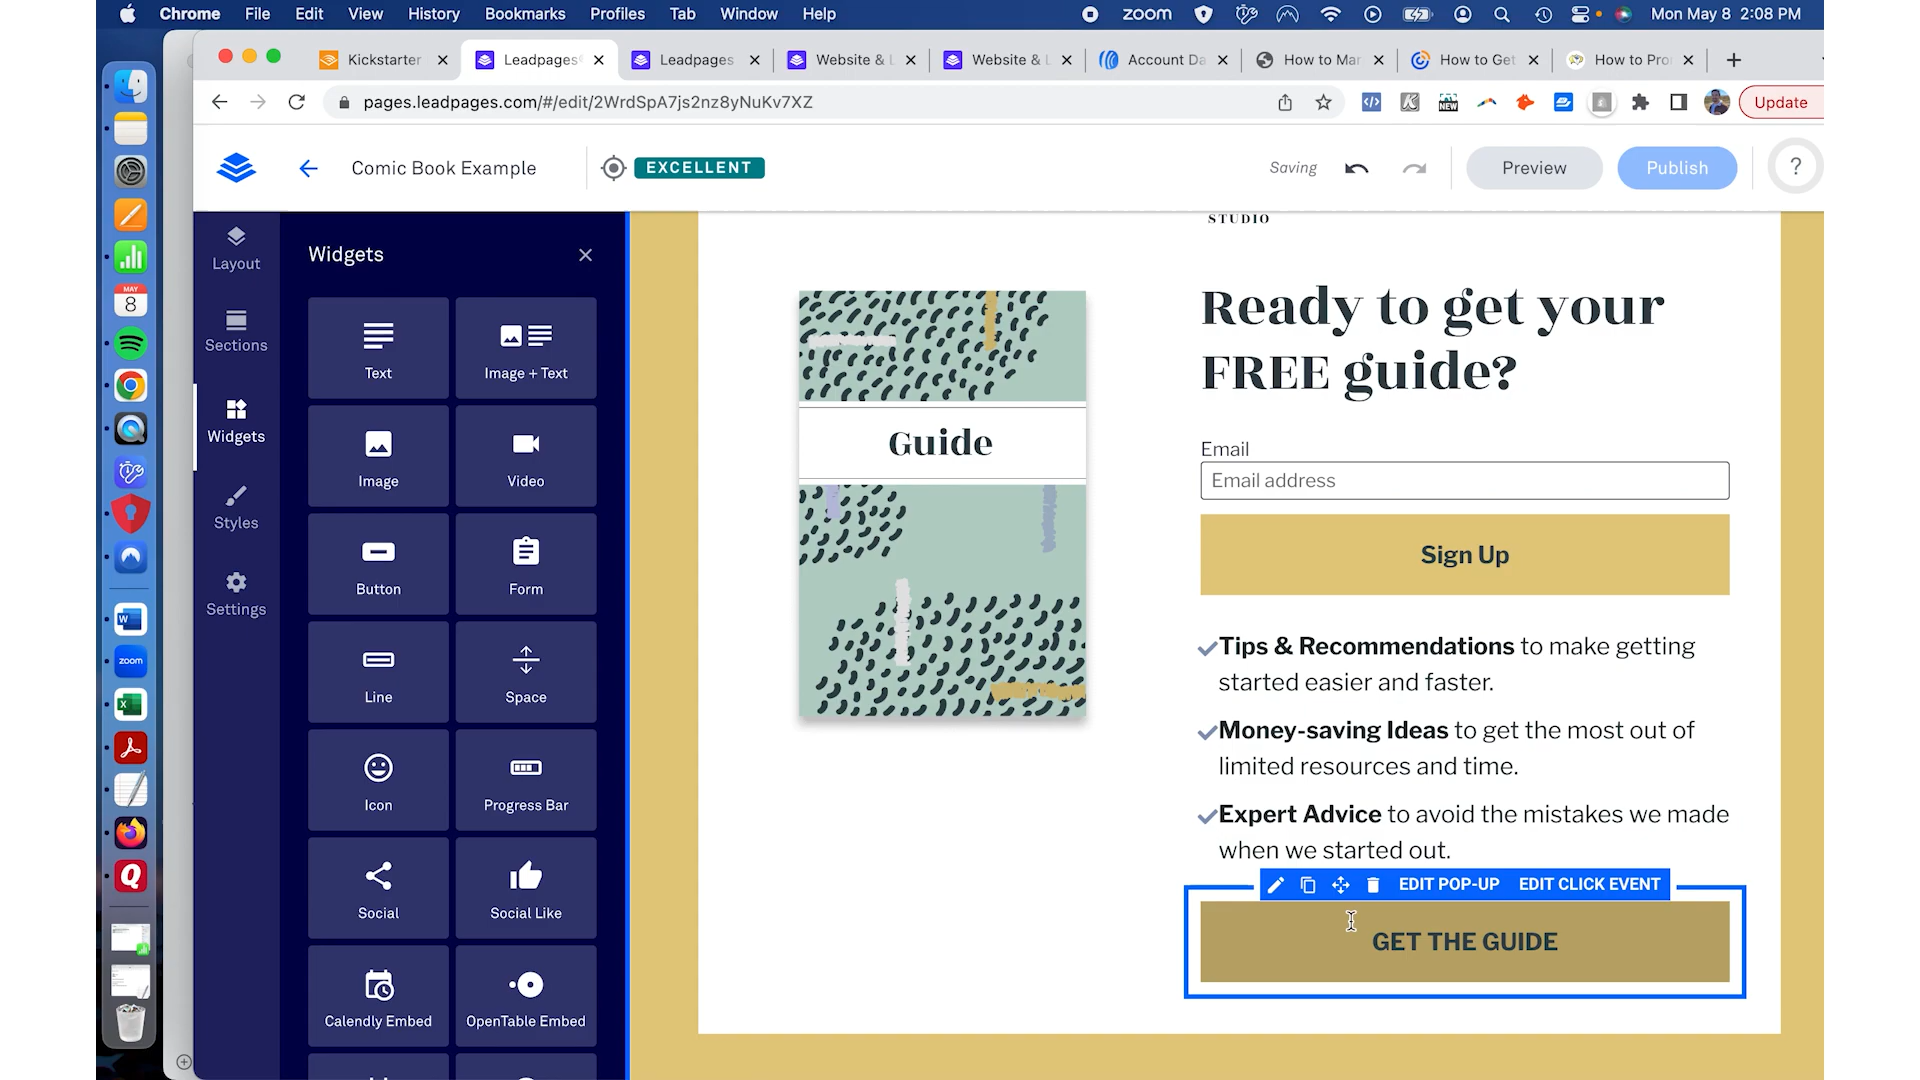 Chrome File Edit View History Bookmarks Profiles Tab Window Help zoom Mon May 8 2:08 PM
Kickstarter Leadpages Leadpages Website & L Website & L Account Da How to Mar How to Get How to Pro
pages.leadpages.com/#/edit/2WrdSpA7js2nz8yNuKv7XZ NEW Update
Comic Book Example EXCELLENT Saving Preview Publish ?
Layout
Sections
Widgets
Styles
Settings
Widgets
Text Image + Text
Image Video
Button Form
Line Space
Icon Progress Bar
Social Social Like
Calendly Embed OpenTable Embed
STUDIO
Guide
Ready to get your
FREE guide?
Email
Email address
Sign Up
Tips & Recommendations to make getting
started easier and faster.
Money-saving Ideas to get the most out of
limited resources and time.
Expert Advice to avoid the mistakes we made
when we started out.
EDIT POP-UP EDIT CLICK EVENT
GET THE GUIDE
MAY
8
W
zoom
X
Q